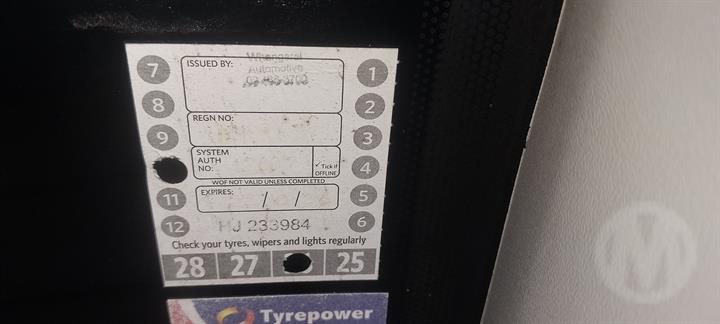 7 ISSUED BY: Whangarei 1
Automotive
8 2
9 REGN NO: 3
SYSTEM
AUTH
NO: ✓ Tick if
OFFLINE 4
WOF NOT VALID UNLESS COMPLETED
11 EXPIRES: / / 5
12 HJ 233984 6
Check your tyres, wipers and lights regularly
28 27 25
Tyrepower